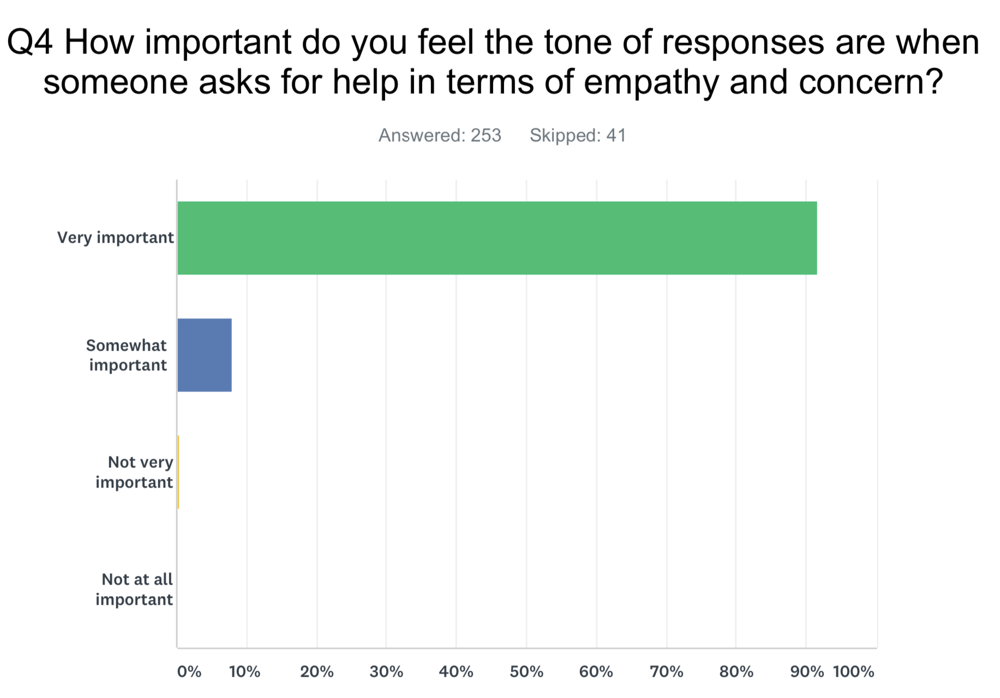 Q4 How important do you feel the tone of responses are when
someone asks for help in terms of empathy and concern?
Answered: 253 Skipped: 41
Very important
Somewhat
important
Not very
important
Not at all
important
0% 10% 20% 30% 40% 50% 60% 70% 80% 90% 100%